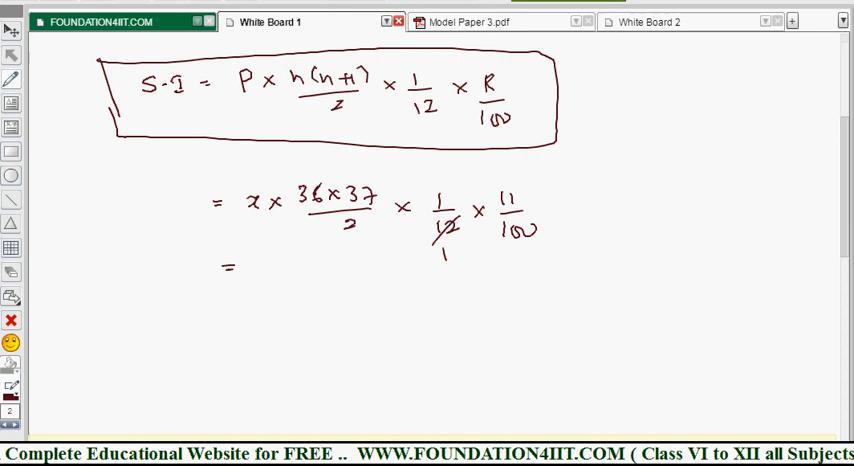 FOUNDATION4IIT.COM White Board 1 Model Paper 3.pdf White Board 2
S.I = P × n(n+1)/2 × 1/12 × R/100
= x × 36×37/2 × 1/12 × 11/100
1
=
2
Complete Educational Website for FREE .. WWW.FOUNDATION4IIT.COM ( Class VI to XII all Subjects